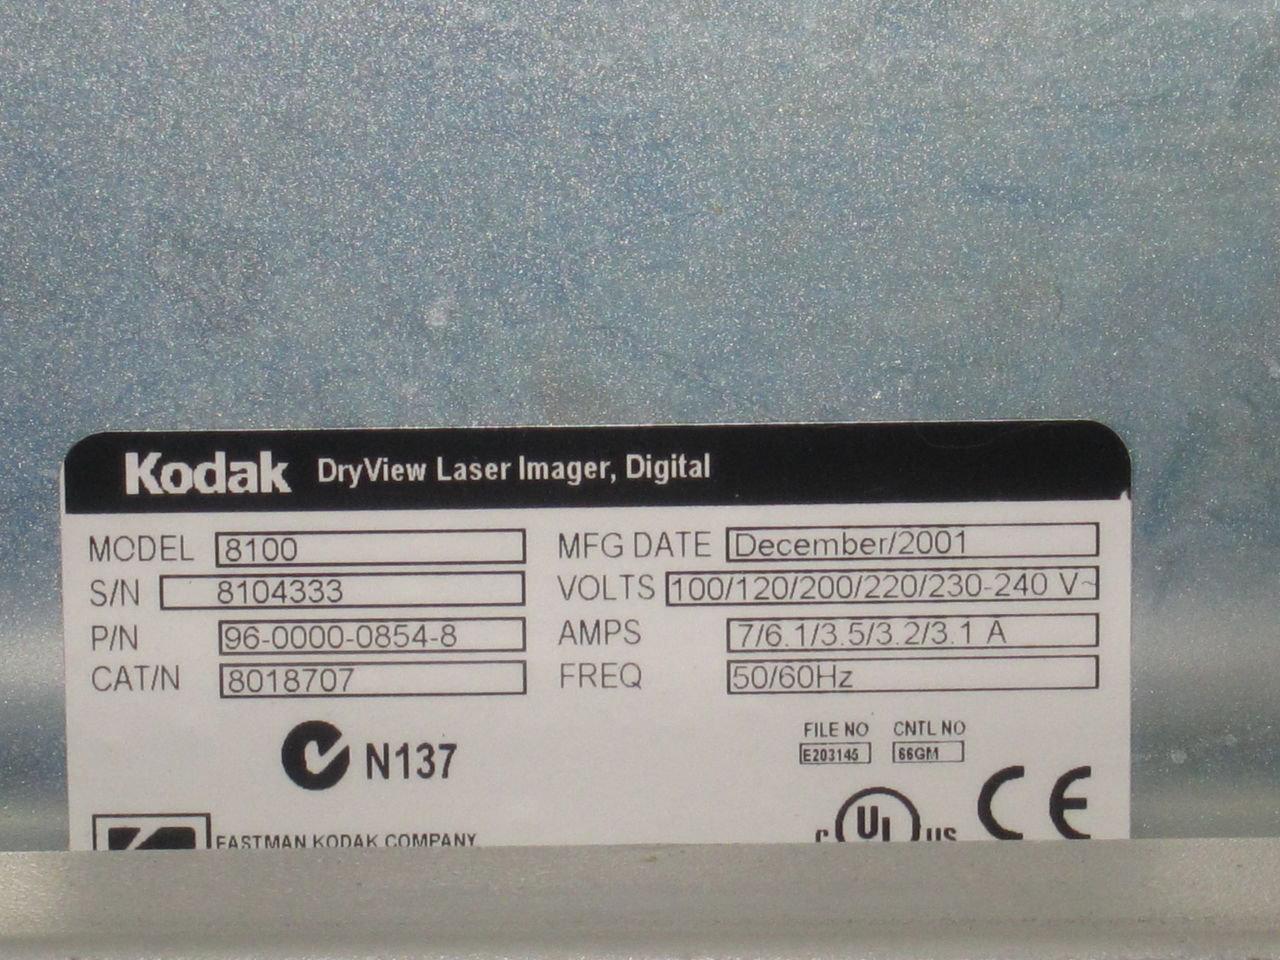 Kodak DryView Laser Imager, Digital
MODEL 8100
S/N 8104333
P/N 96-0000-0854-8
CAT/N 8018707
MFG DATE December/2001
VOLTS 100/120/200/220/230-240 V~
AMPS 7/6.1/3.5/3.2/3.1 A
FREQ 50/60Hz
N137
FILE NO CNTL NO
E203145 66GM
C UL US CE
EASTMAN KODAK COMPANY